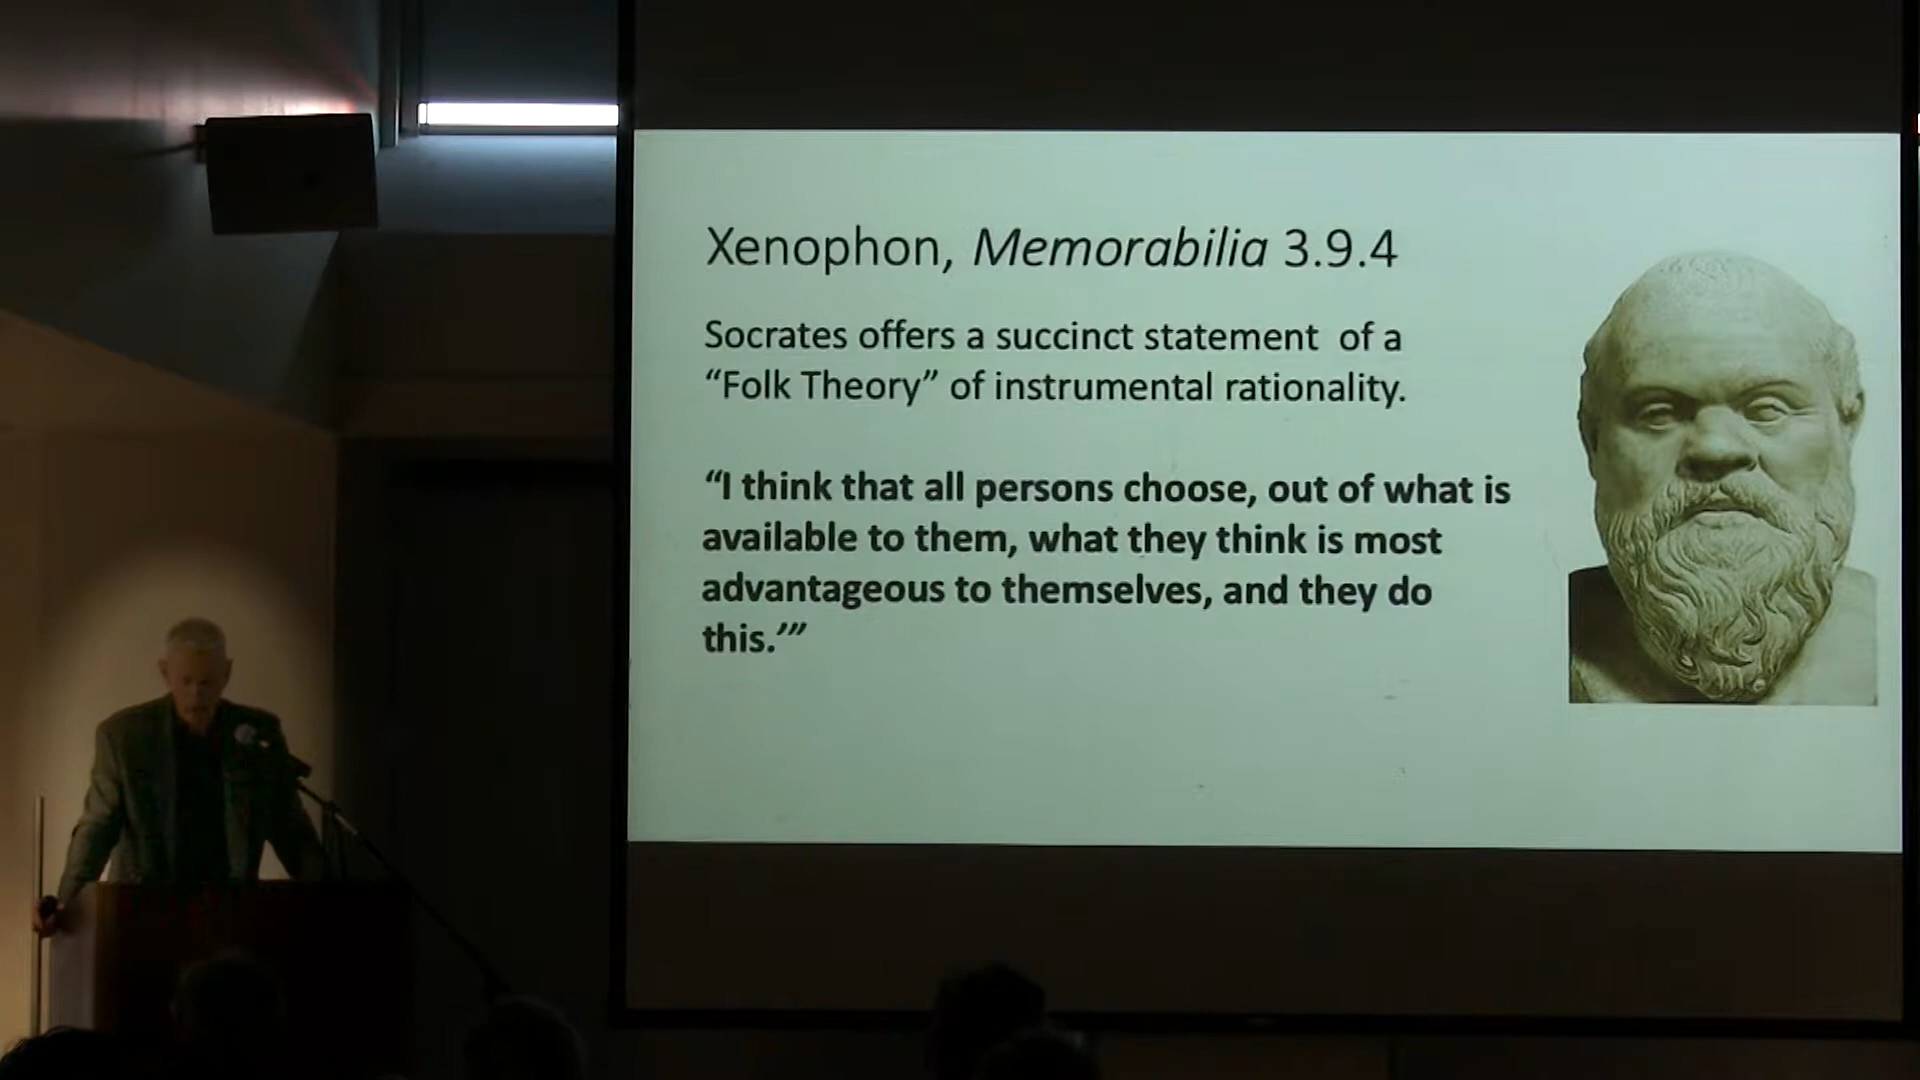 Xenophon, Memorabilia 3.9.4
Socrates offers a succinct statement of a
“Folk Theory” of instrumental rationality.
“I think that all persons choose, out of what is
available to them, what they think is most
advantageous to themselves, and they do
this.’”